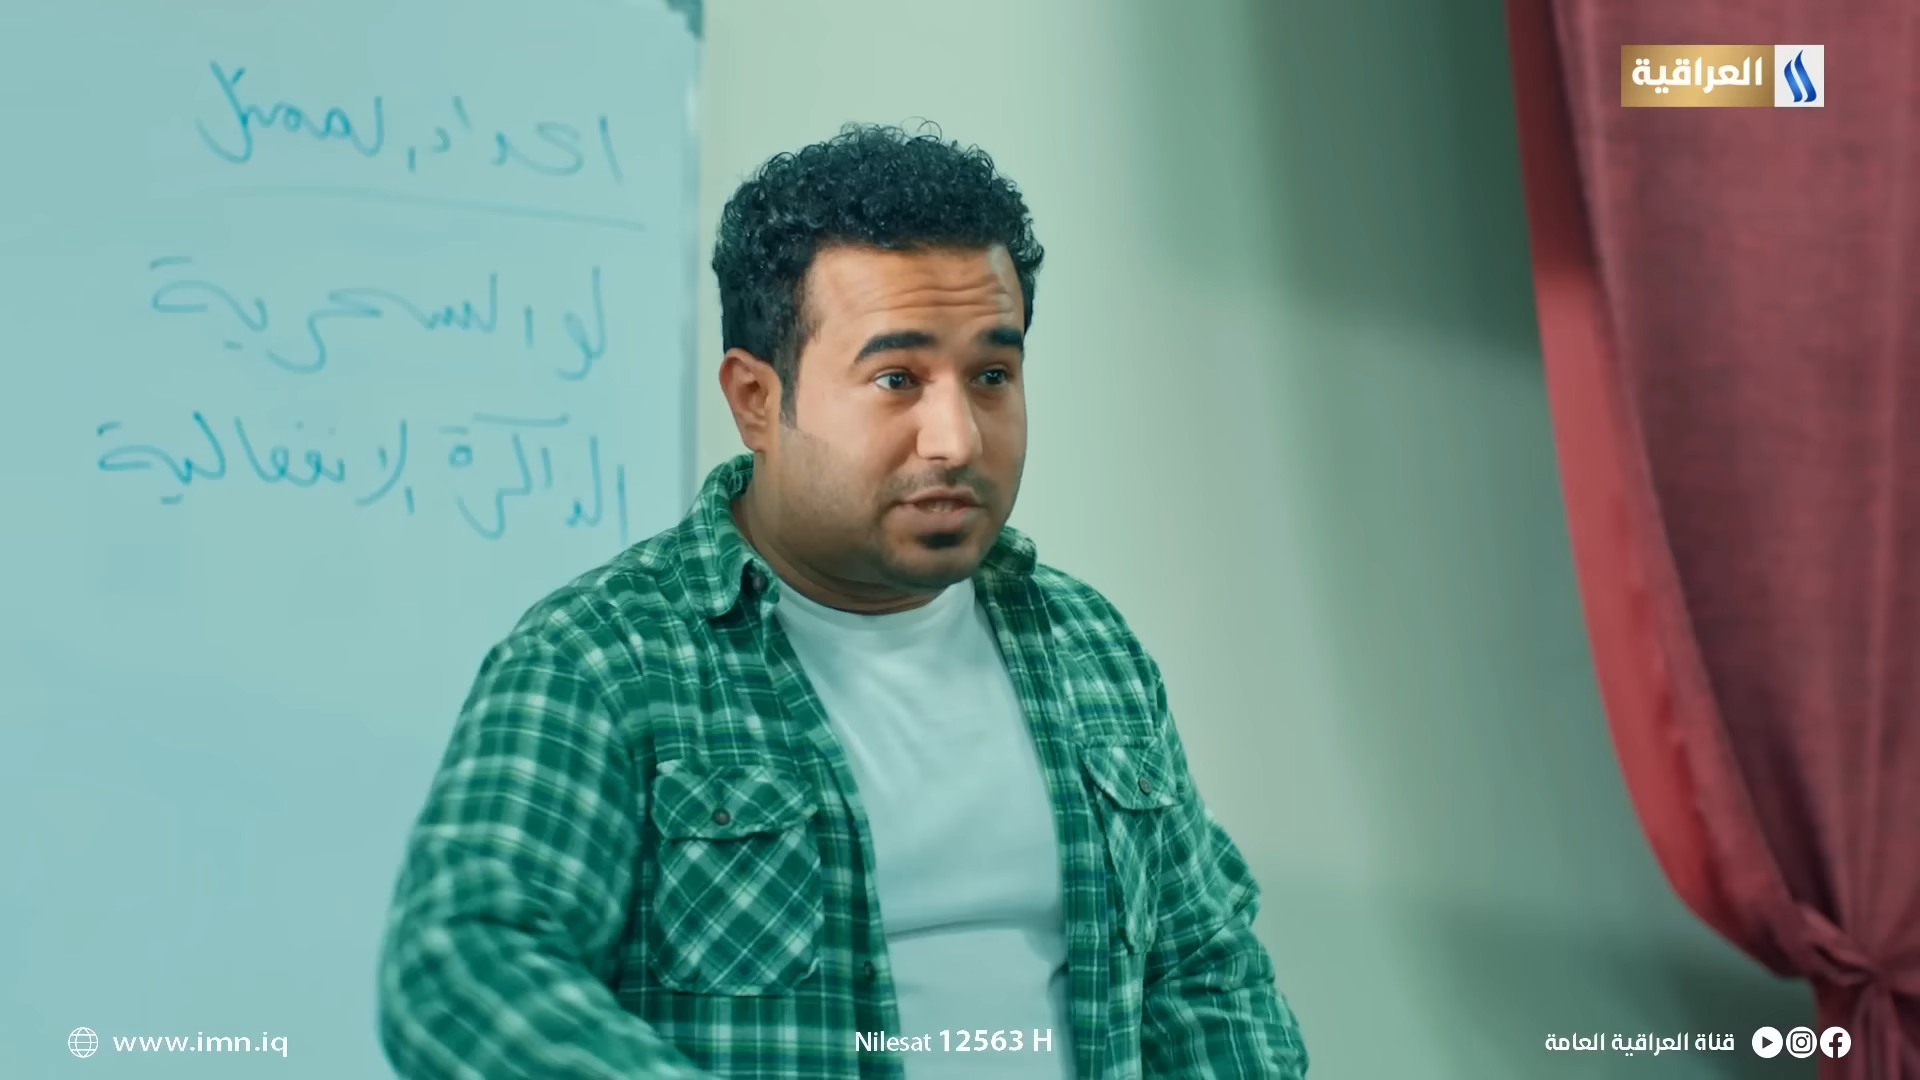 العراقية
اعداد الممثل
لو السحرية
الذاكرة الانفعالية
www.imn.iq
Nilesat 12563 H
قناة العراقية العامة